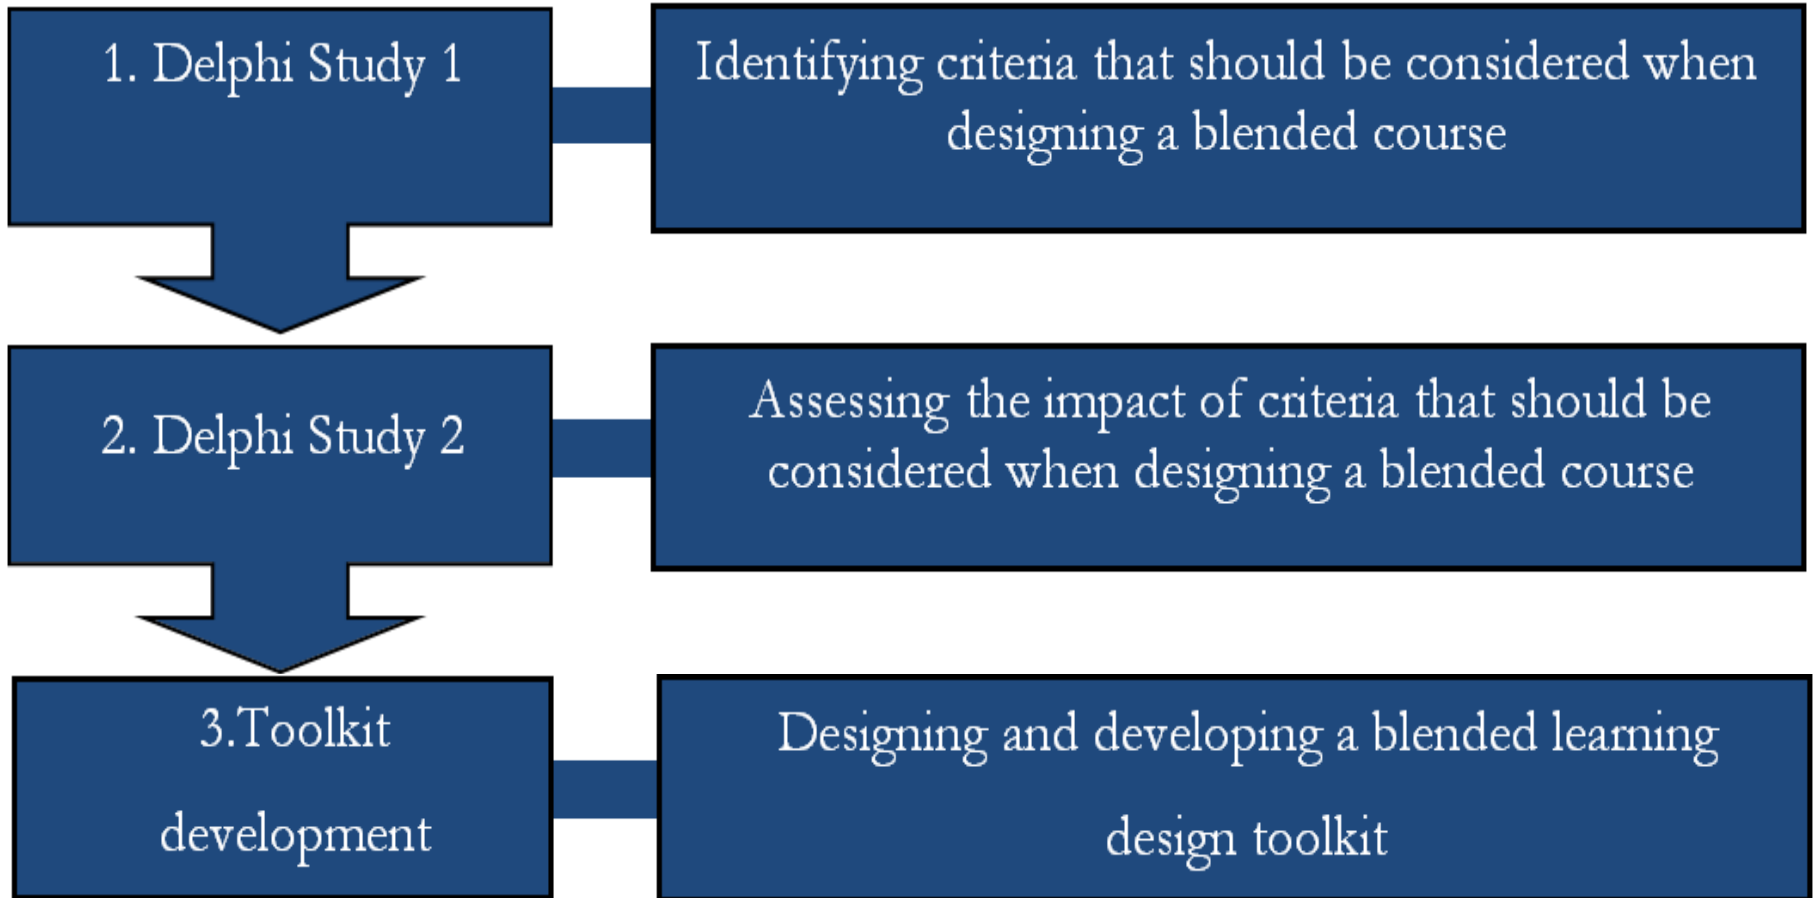 1. Delphi Study 1
Identifying criteria that should be considered when
designing a blended course
2. Delphi Study 2
Assessing the impact of criteria that should be
considered when designing a blended course
3.Toolkit
development
Designing and developing a blended learning
design toolkit